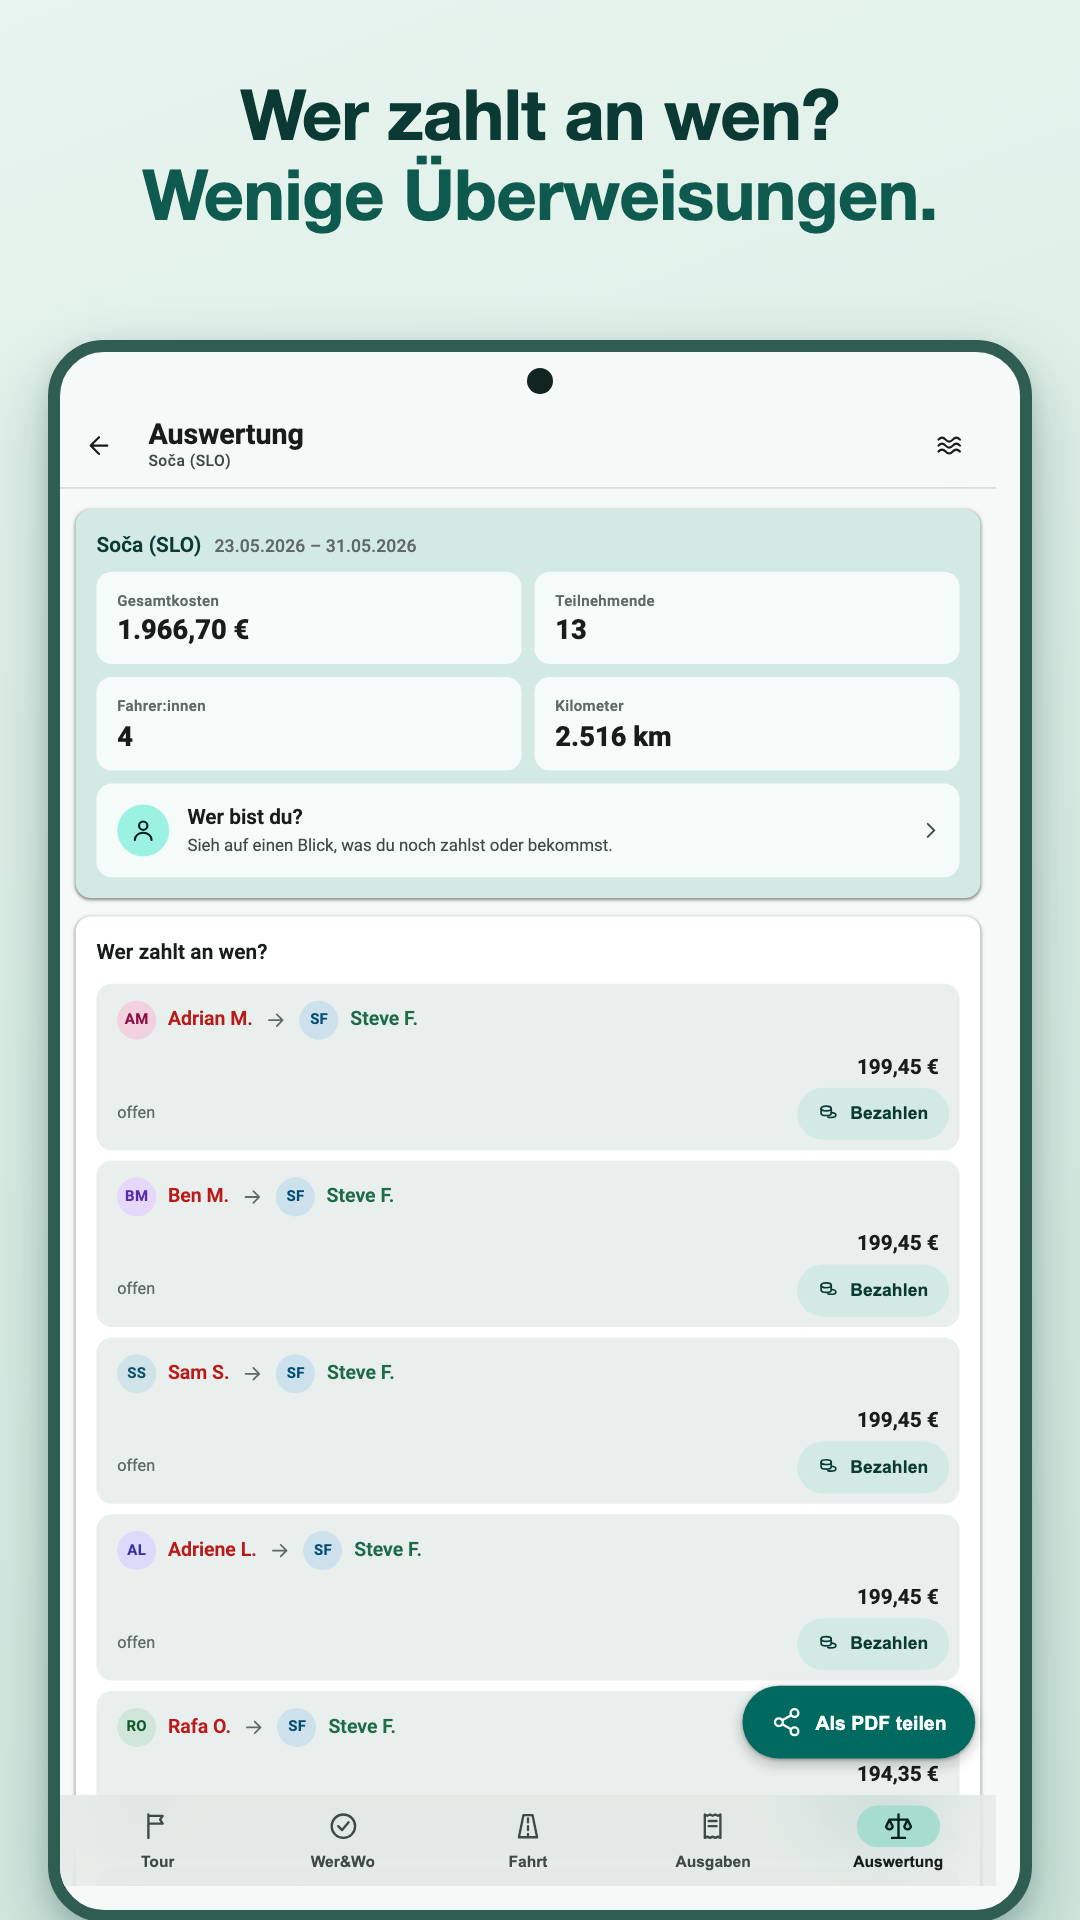 Wer zahlt an wen?
Wenige Überweisungen.
Auswertung
Soča (SLO)
Soča (SLO) 23.05.2026 – 31.05.2026
Gesamtkosten
1.966,70 €
Teilnehmende
13
Fahrer:innen
4
Kilometer
2.516 km
Wer bist du?
Sieh auf einen Blick, was du noch zahlst oder bekommst.
Wer zahlt an wen?
AM Adrian M. → SF Steve F.
199,45 €
offen
Bezahlen
BM Ben M. → SF Steve F.
199,45 €
offen
Bezahlen
SS Sam S. → SF Steve F.
199,45 €
offen
Bezahlen
AL Adriene L. → SF Steve F.
199,45 €
offen
Bezahlen
RO Rafa O. → SF Steve F.
Als PDF teilen
194,35 €
Tour
Wer&Wo
Fahrt
Ausgaben
Auswertung